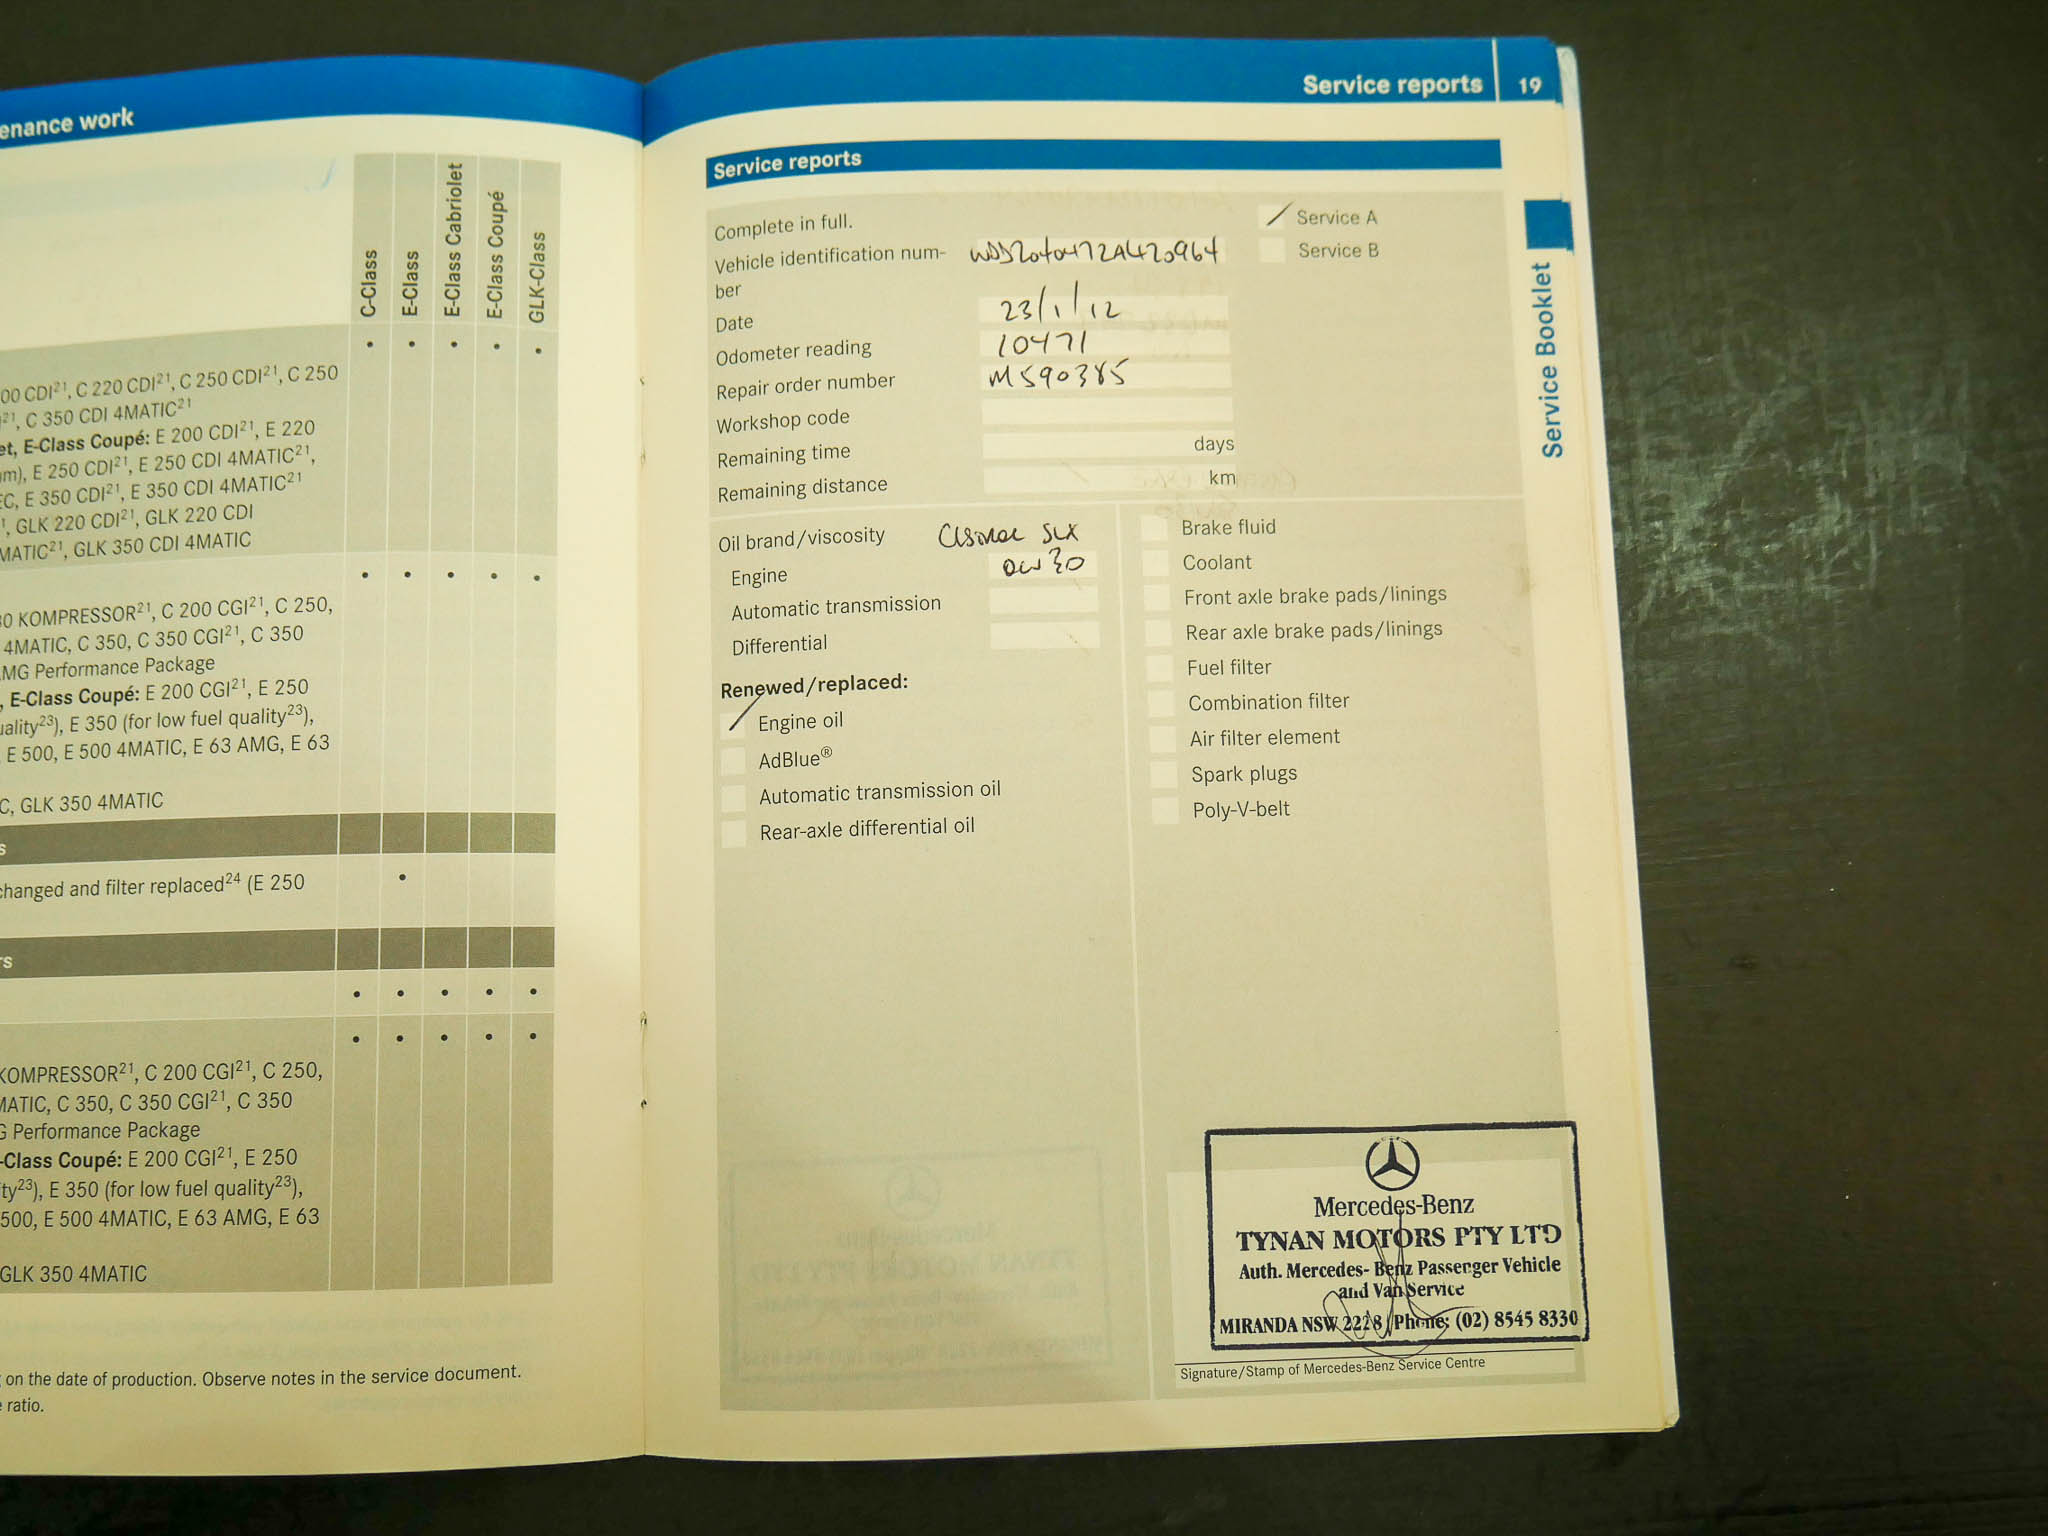 enance work
C-Class
E-Class
E-Class Cabriolet
E-Class Coupé
GLK-Class
00 CDI²¹, C 220 CDI²¹, C 250 CDI²¹, C 250
²¹, C 350 CDI 4MATIC²¹
et, E-Class Coupé: E 200 CDI²¹, E 220
m), E 250 CDI²¹, E 250 CDI 4MATIC²¹,
EC, E 350 CDI²¹, E 350 CDI 4MATIC²¹
¹, GLK 220 CDI²¹, GLK 220 CDI
MATIC²¹, GLK 350 CDI 4MATIC
30 KOMPRESSOR²¹, C 200 CGI²¹, C 250,
4MATIC, C 350, C 350 CGI²¹, C 350
AMG Performance Package
, E-Class Coupé: E 200 CGI²¹, E 250
uality²³), E 350 (for low fuel quality²³),
E 500, E 500 4MATIC, E 63 AMG, E 63
C, GLK 350 4MATIC
s
changed and filter replaced²⁴ (E 250
rs
KOMPRESSOR²¹, C 200 CGI²¹, C 250,
MATIC, C 350, C 350 CGI²¹, C 350
G Performance Package
-Class Coupé: E 200 CGI²¹, E 250
ty²³), E 350 (for low fuel quality²³),
500, E 500 4MATIC, E 63 AMG, E 63
GLK 350 4MATIC
on the date of production. Observe notes in the service document.
ratio.
Service reports 19
Service reports
Complete in full.
Service A
Service B
Vehicle identification num-
ber
WDD2040472A420964
Date 23/1/12
Odometer reading 10471
Repair order number M590385
Workshop code
Remaining time days
Remaining distance km
Oil brand/viscosity SLX
Engine 0W30
Automatic transmission
Differential
Renewed/replaced:
Engine oil
AdBlue®
Automatic transmission oil
Rear-axle differential oil
Brake fluid
Coolant
Front axle brake pads/linings
Rear axle brake pads/linings
Fuel filter
Combination filter
Air filter element
Spark plugs
Poly-V-belt
Service Booklet
Mercedes-Benz
TYNAN MOTORS PTY LTD
Auth. Mercedes- Benz Passenger Vehicle
and Van Service
MIRANDA NSW 2228 Phone: (02) 8545 8330
Signature/Stamp of Mercedes-Benz Service Centre